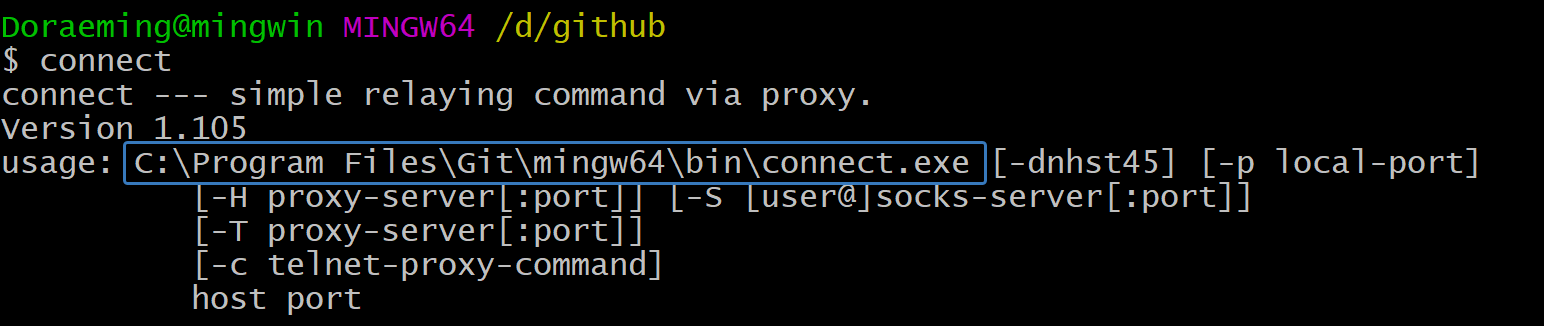 Doraeming@mingwin MINGW64 /d/github
$ connect
connect --- simple relaying command via proxy.
Version 1.105
usage: C:\Program Files\Git\mingw64\bin\connect.exe [-dnhst45] [-p local-port]
          [-H proxy-server[:port]] [-S [user@]socks-server[:port]]
          [-T proxy-server[:port]]
          [-c telnet-proxy-command]
          host port